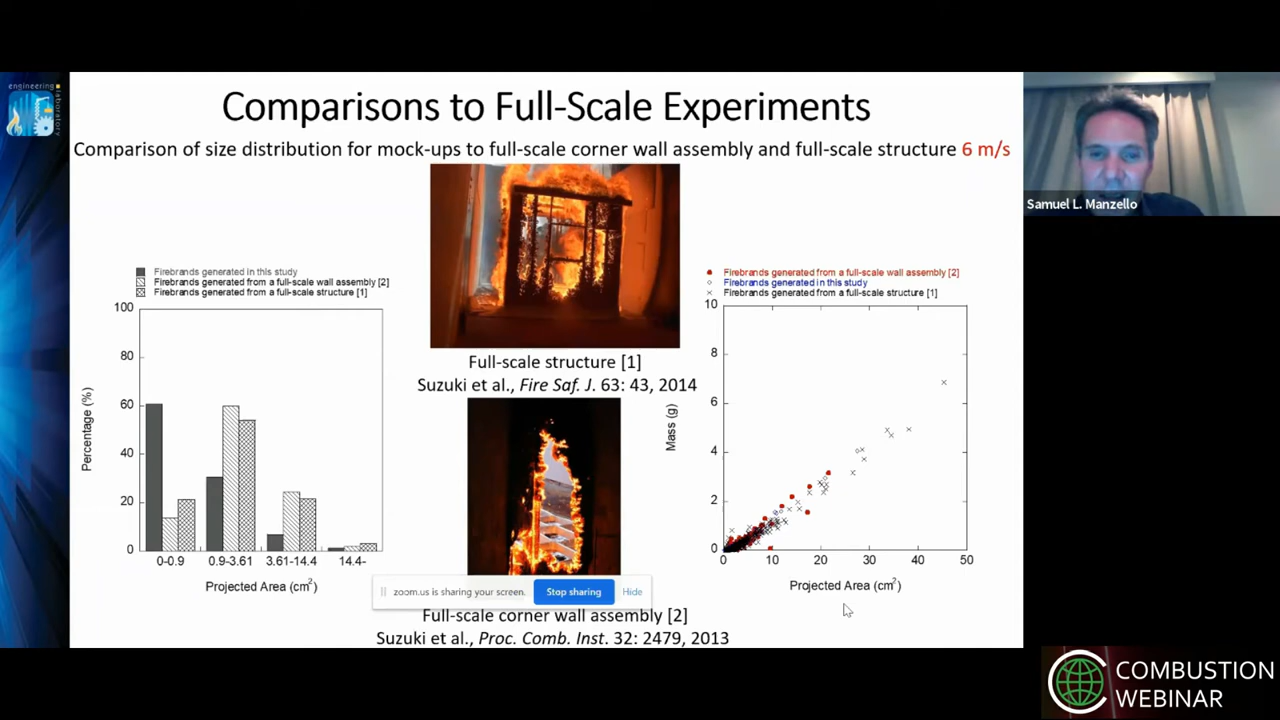 engineering
laboratory
Comparisons to Full-Scale Experiments
Comparison of size distribution for mock-ups to full-scale corner wall assembly and full-scale structure 6 m/s
Samuel L. Manzello
Firebrands generated in this study
Firebrands generated from a full-scale wall assembly [2]
Firebrands generated from a full-scale structure [1]
100
80
60
40
20
0
Percentage (%)
0-0.9
0.9-3.61
3.61-14.4
14.4-
Projected Area (cm²)
Full-scale structure [1]
Suzuki et al., Fire Saf. J. 63: 43, 2014
zoom.us is sharing your screen.
Stop sharing
Hide
Full-scale corner wall assembly [2]
Suzuki et al., Proc. Comb. Inst. 32: 2479, 2013
Firebrands generated from a full-scale wall assembly [2]
Firebrands generated in this study
Firebrands generated from a full-scale structure [1]
10
8
6
4
2
0
Mass (g)
0
10
20
30
40
50
Projected Area (cm²)
COMBUSTION
WEBINAR